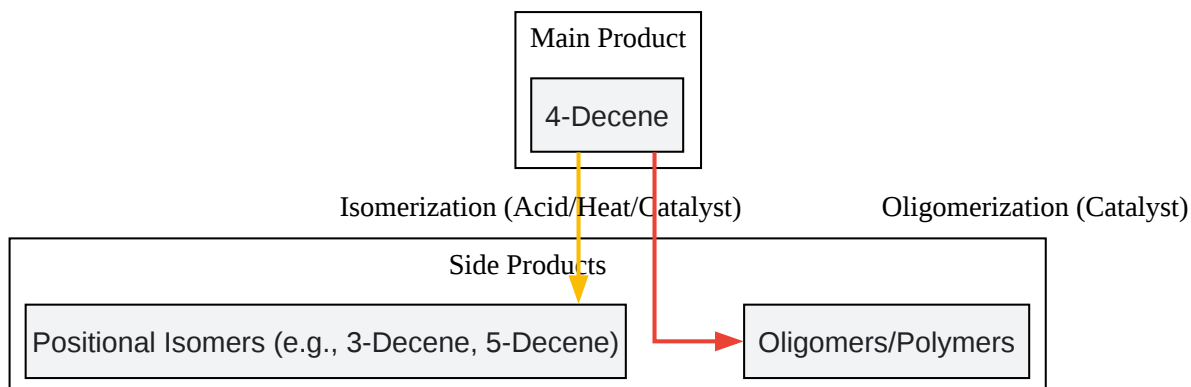 Main Product
4-Decene
Isomerization (Acid/Heat/Catalyst)
Oligomerization (Catalyst)
Side Products
Positional Isomers (e.g., 3-Decene, 5-Decene)
Oligomers/Polymers